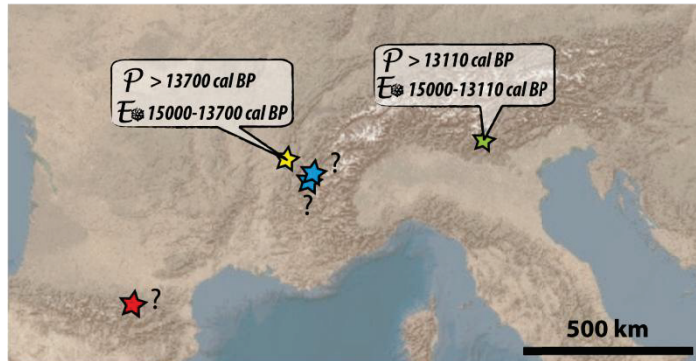 P > 13700 cal BP
E 15000-13700 cal BP
P > 13110 cal BP
E 15000-13110 cal BP
?
?
?
500 km